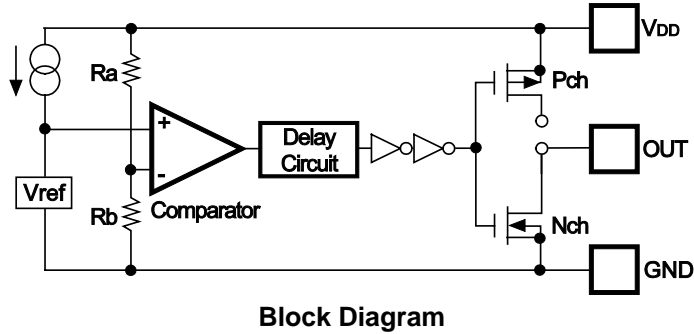 VDD
Ra
Pch
+
Delay
Circuit
OUT
-
Vref
Rb
Comparator
Nch
GND
Block Diagram